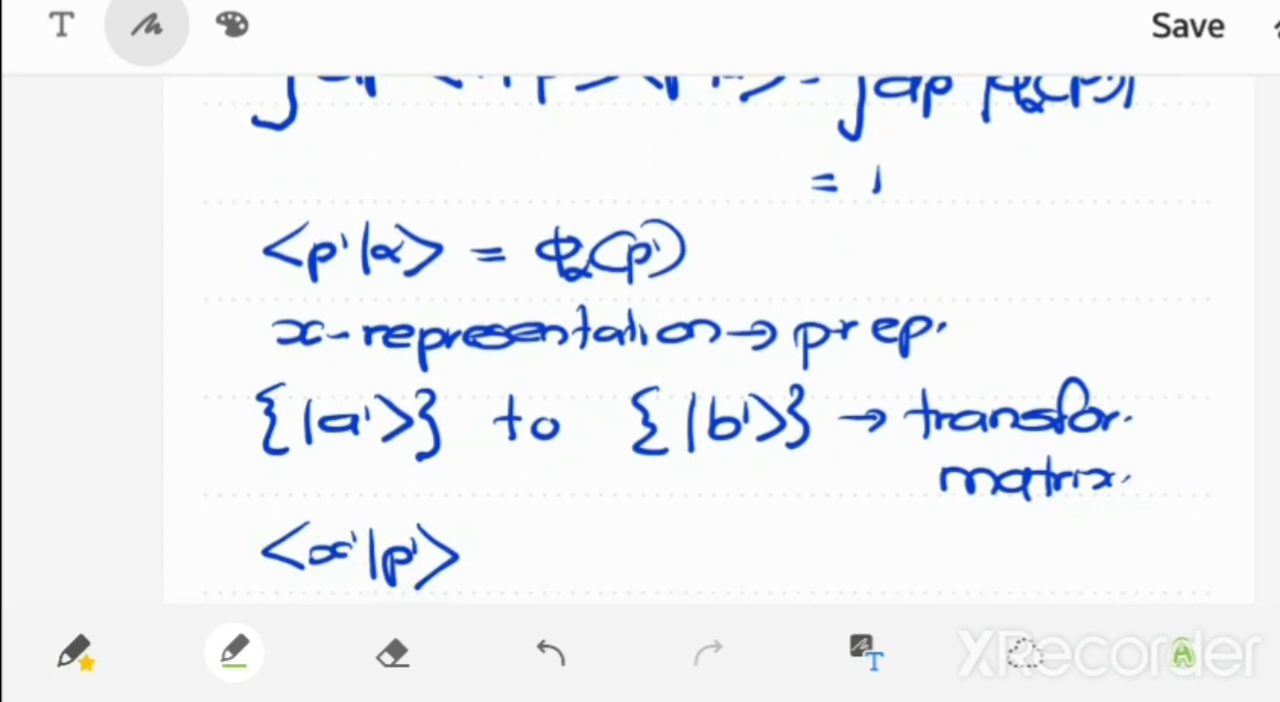 T Save
= 1
<p'|α> = φα(p')
x-representation → p rep.
{|a'>} to {|b'>} → transfor.
matrix.
<x'|p'>
XRecorder